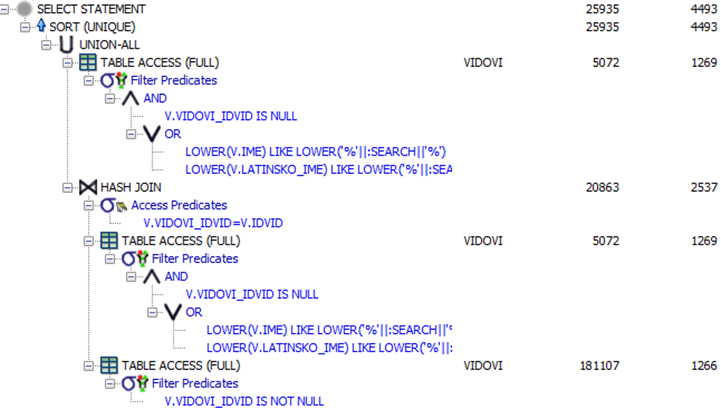 SELECT STATEMENT 25935 4493
SORT (UNIQUE) 25935 4493
UNION-ALL
TABLE ACCESS (FULL) VIDOVI 5072 1269
Filter Predicates
AND
V.VIDOVI_IDVID IS NULL
OR
LOWER(V.IME) LIKE LOWER('%'||:SEARCH||'%')
LOWER(V.LATINSKO_IME) LIKE LOWER('%'||:SEA
HASH JOIN 20863 2537
Access Predicates
V.VIDOVI_IDVID=V.IDVID
TABLE ACCESS (FULL) VIDOVI 5072 1269
Filter Predicates
AND
V.VIDOVI_IDVID IS NULL
OR
LOWER(V.IME) LIKE LOWER('%'||:SEARCH||'%
LOWER(V.LATINSKO_IME) LIKE LOWER('%'||:
TABLE ACCESS (FULL) VIDOVI 181107 1266
Filter Predicates
V.VIDOVI_IDVID IS NOT NULL